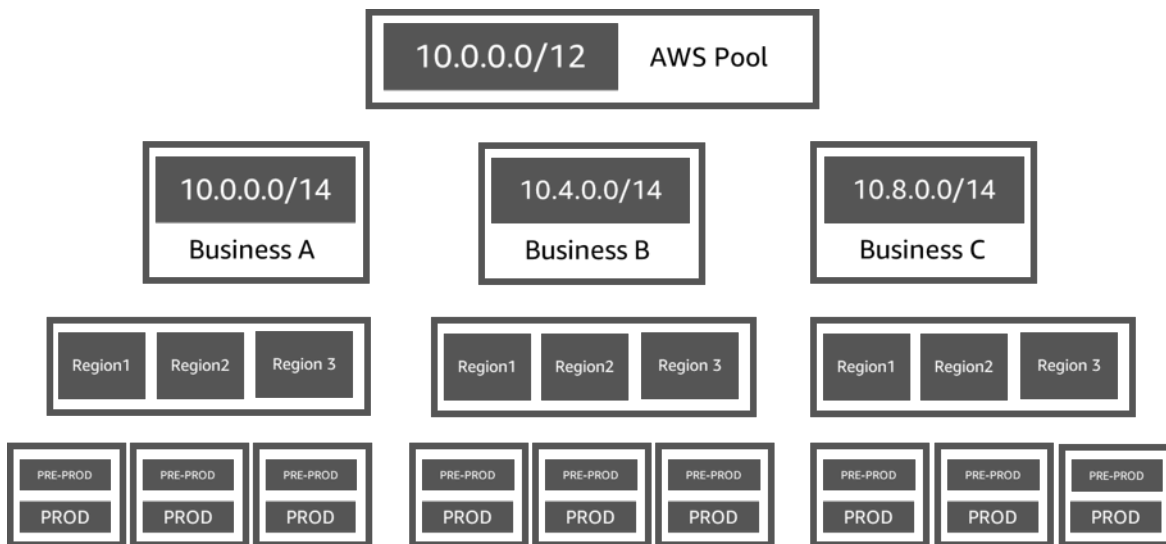 10.0.0.0/12 AWS Pool
10.0.0.0/14 10.4.0.0/14 10.8.0.0/14
Business A Business B Business C
Region1 Region2 Region 3 Region1 Region2 Region 3 Region1 Region2 Region 3
PRE-PROD PRE-PROD PRE-PROD PRE-PROD PRE-PROD PRE-PROD PRE-PROD PRE-PROD PRE-PROD
PROD PROD PROD PROD PROD PROD PROD PROD PROD